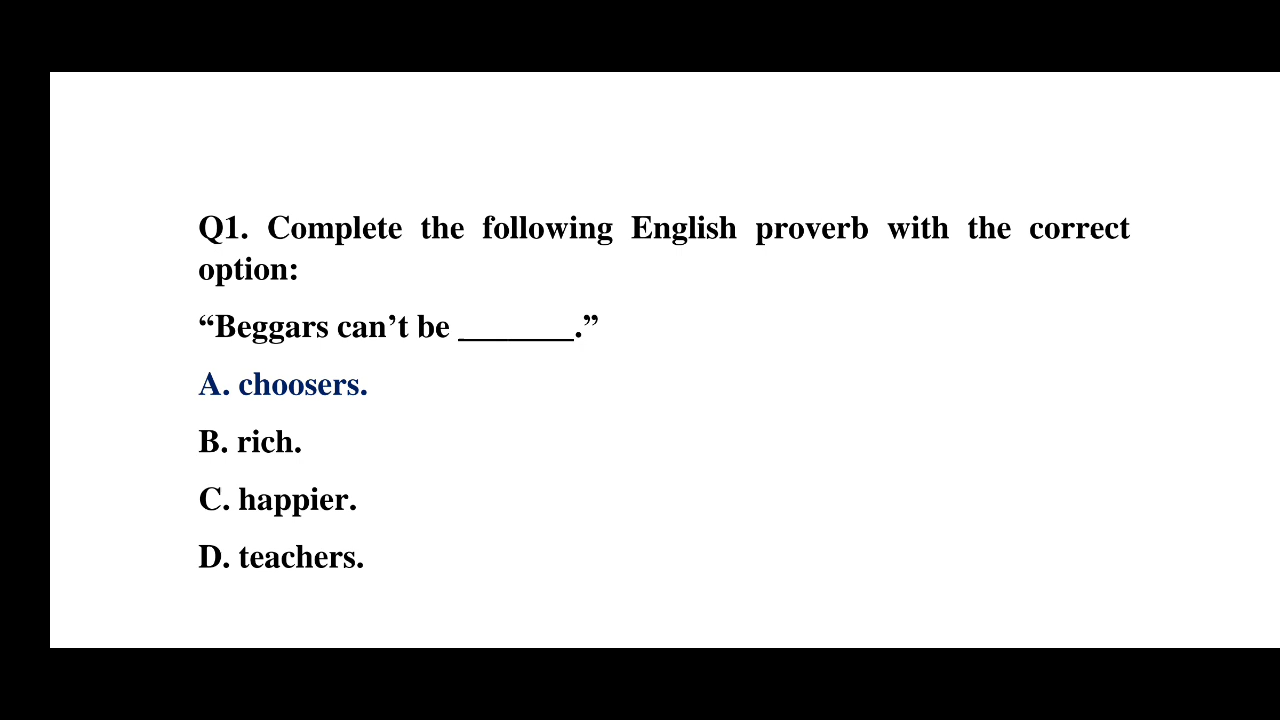 Q1. Complete the following English proverb with the correct
option:
“Beggars can’t be _______.”
A. choosers.
B. rich.
C. happier.
D. teachers.